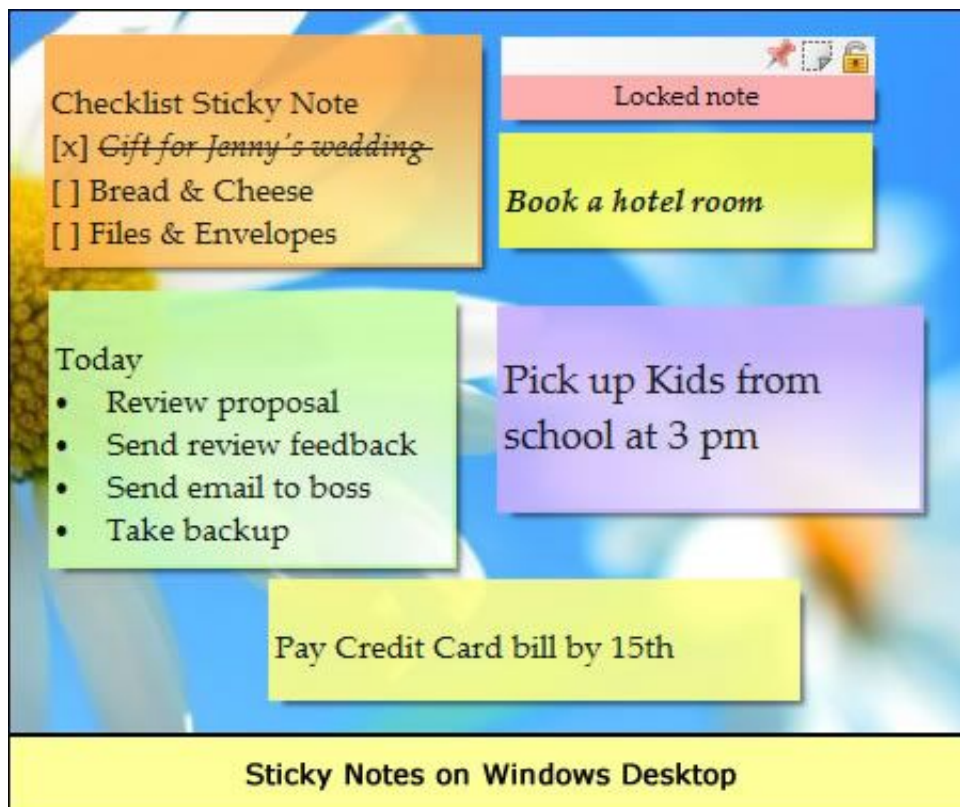 Checklist Sticky Note
[x] Gift for Jenny's wedding
[ ] Bread & Cheese
[ ] Files & Envelopes
Locked note
Book a hotel room
Today
• Review proposal
• Send review feedback
• Send email to boss
• Take backup
Pick up Kids from
school at 3 pm
Pay Credit Card bill by 15th
Sticky Notes on Windows Desktop